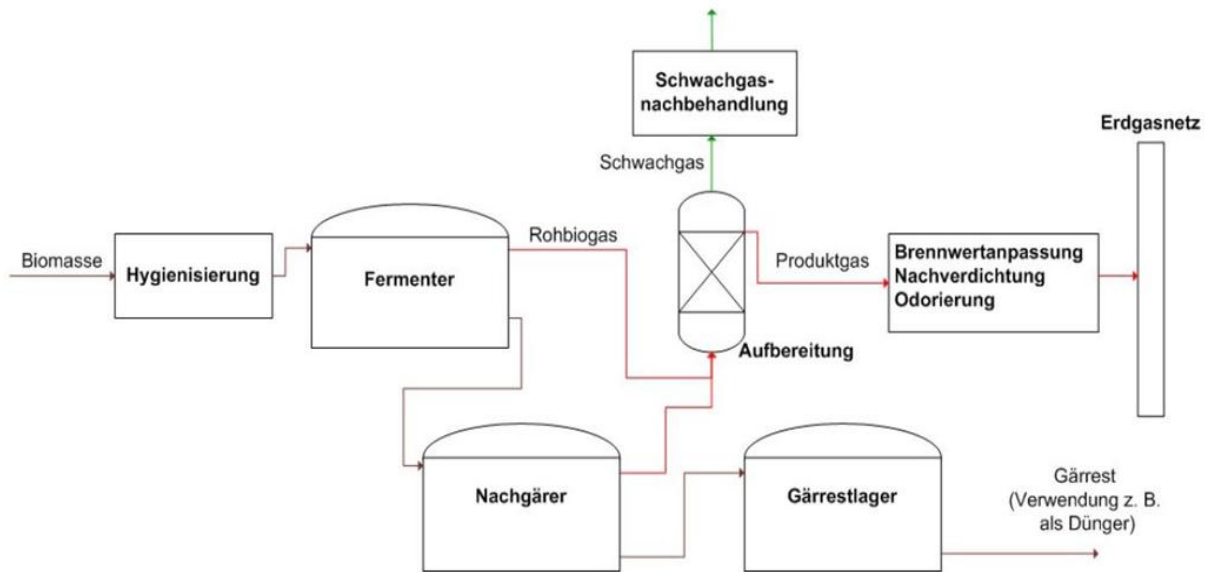 Schwachgas-
nachbehandlung
Erdgasnetz
Schwachgas
Biomasse
Hygienisierung
Fermenter
Rohbiogas
Produktgas
Brennwertanpassung
Nachverdichtung
Odorierung
Aufbereitung
Nachgärer
Gärrestlager
Gärrest
(Verwendung z. B.
als Dünger)